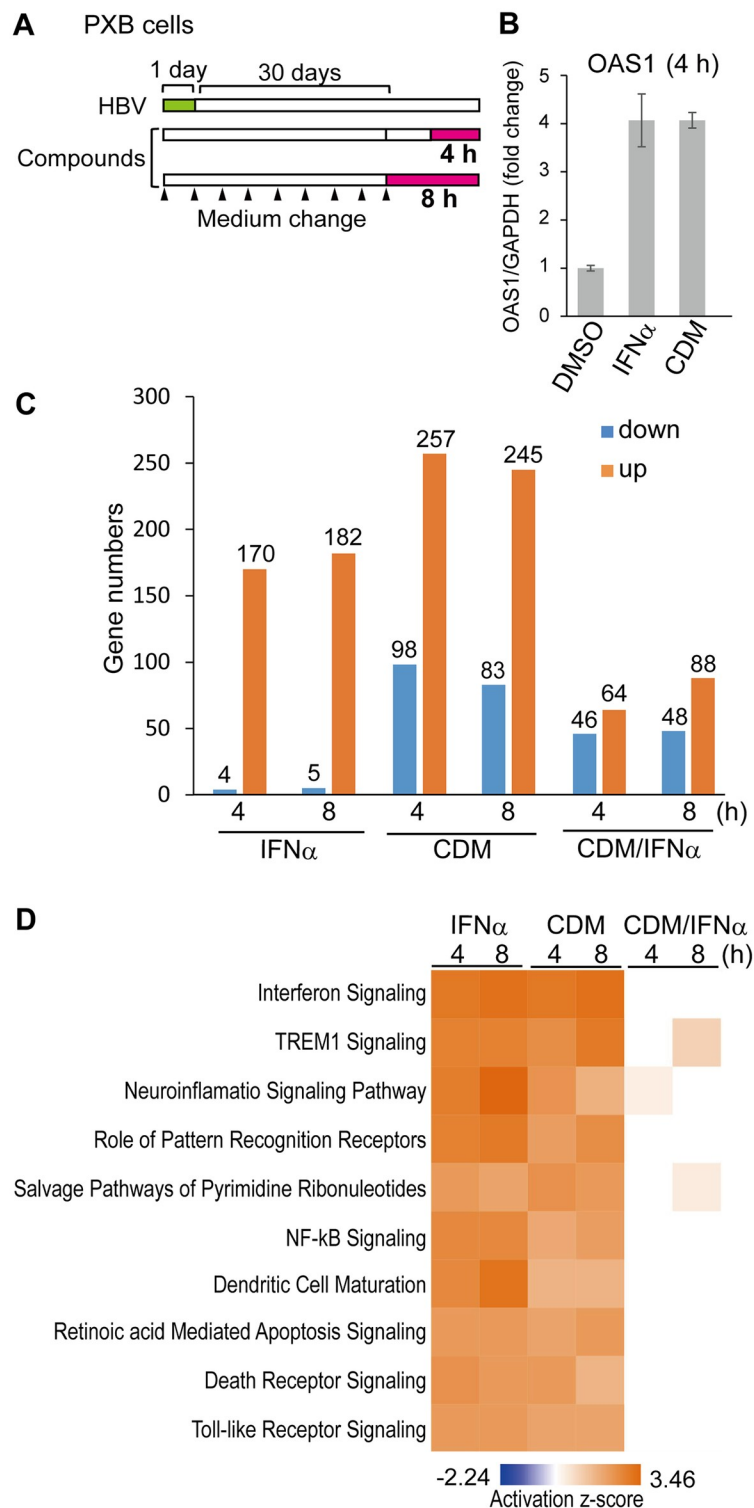 A PXB cells
1 day 30 days
HBV
Compounds
4 h
8 h
Medium change
B
OAS1 (4 h)
OAS1/GAPDH (fold change)
5
4
3
2
1
0
DMSO IFNα CDM
C
Gene numbers
300
250
200
150
100
50
0
down
up
4 170 5 182 98 257 83 245 46 64 48 88
4 8 4 8 4 8 (h)
IFNα CDM CDM/IFNα
D
IFNα CDM CDM/IFNα
4 8 4 8 4 8 (h)
Interferon Signaling
TREM1 Signaling
Neuroinflamatio Signaling Pathway
Role of Pattern Recognition Receptors
Salvage Pathways of Pyrimidine Ribonuleotides
NF-kB Signaling
Dendritic Cell Maturation
Retinoic acid Mediated Apoptosis Signaling
Death Receptor Signaling
Toll-like Receptor Signaling
-2.24 3.46
Activation z-score